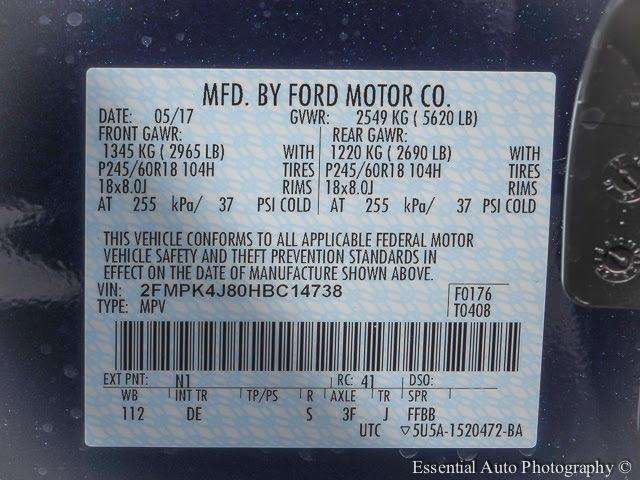 MFD. BY FORD MOTOR CO.
DATE: 05/17 GVWR: 2549 KG ( 5620 LB)
FRONT GAWR: REAR GAWR:
1345 KG ( 2965 LB) WITH 1220 KG ( 2690 LB) WITH
P245/60R18 104H TIRES P245/60R18 104H TIRES
18x8.0J RIMS 18x8.0J RIMS
AT 255 kPa/ 37 PSI COLD AT 255 kPa/ 37 PSI COLD
THIS VEHICLE CONFORMS TO ALL APPLICABLE FEDERAL MOTOR
VEHICLE SAFETY AND THEFT PREVENTION STANDARDS IN
EFFECT ON THE DATE OF MANUFACTURE SHOWN ABOVE.
VIN: 2FMPK4J80HBC14738 F0176
TYPE: MPV T0408
EXT PNT: N1 RC: 41 DSO:
WB INT TR TP/PS R AXLE TR SPR
112 DE S 3F J FFBB
UTC ▽5U5A-1520472-BA
Essential Auto Photography ©